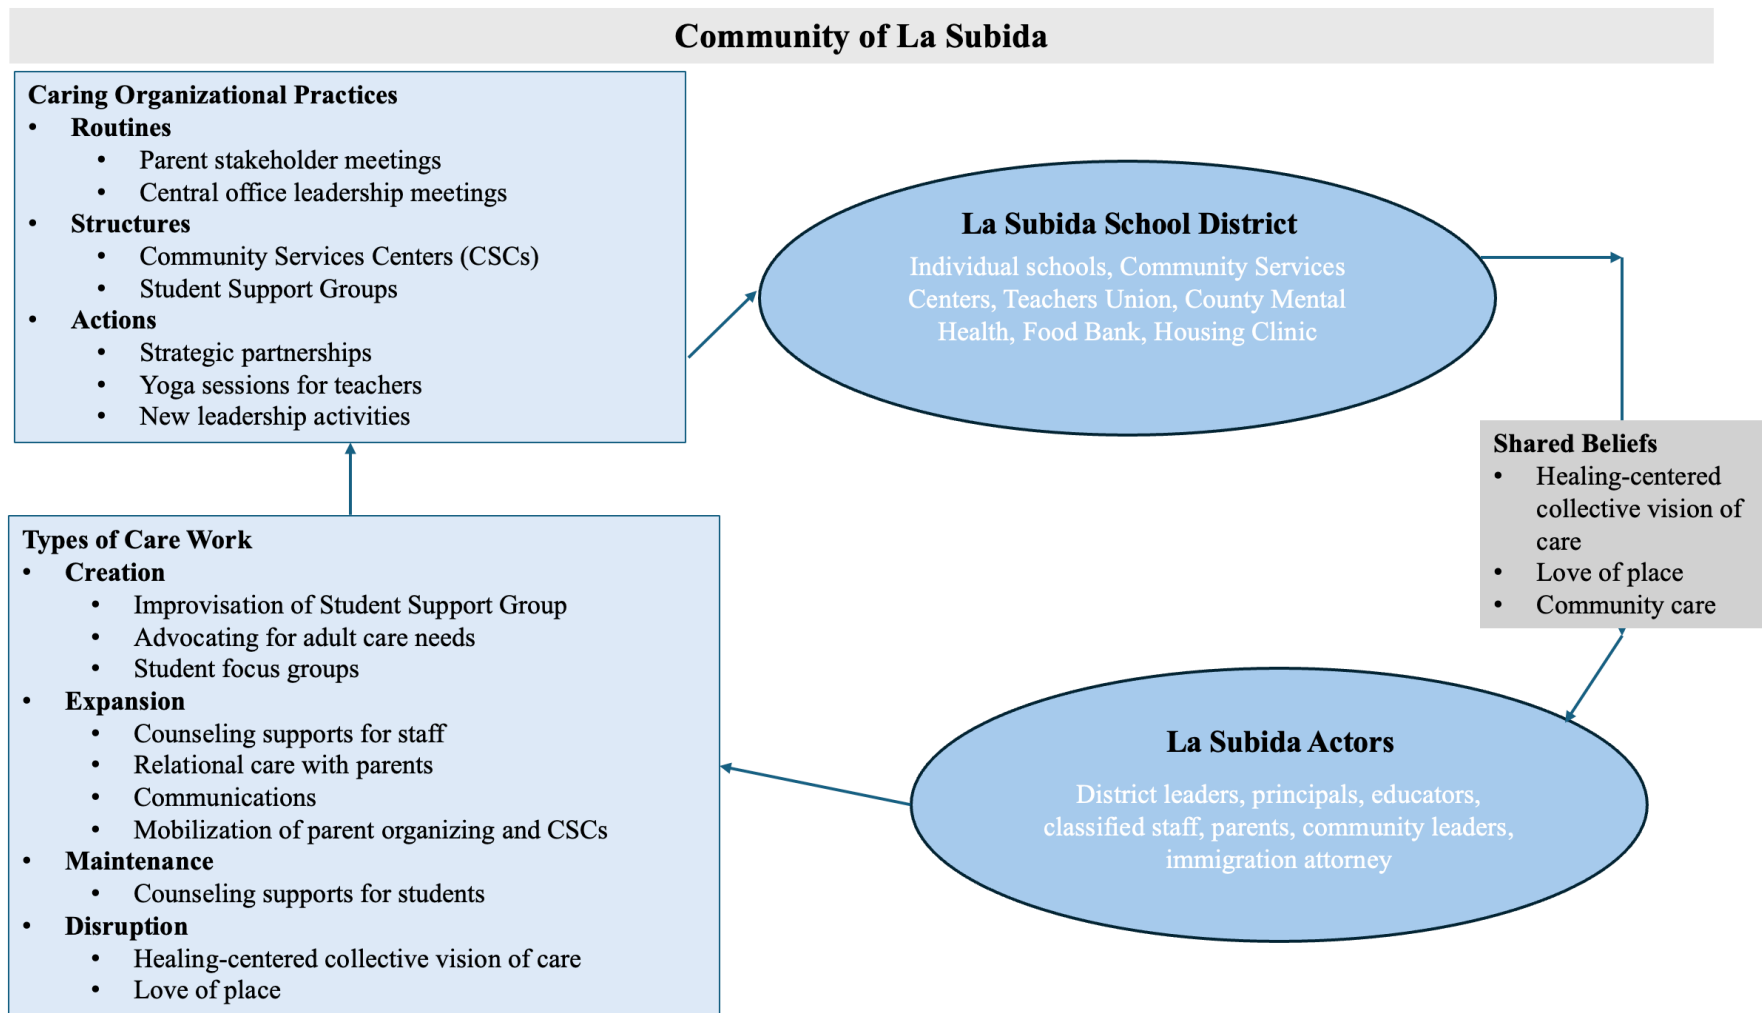 Community of La Subida
Caring Organizational Practices
• Routines
• Parent stakeholder meetings
• Central office leadership meetings
• Structures
• Community Services Centers (CSCs)
• Student Support Groups
• Actions
• Strategic partnerships
• Yoga sessions for teachers
• New leadership activities
La Subida School District
Individual schools, Community Services
Centers, Teachers Union, County Mental
Health, Food Bank, Housing Clinic
Shared Beliefs
• Healing-centered
collective vision of
care
• Love of place
• Community care
Types of Care Work
• Creation
• Improvisation of Student Support Group
• Advocating for adult care needs
• Student focus groups
• Expansion
• Counseling supports for staff
• Relational care with parents
• Communications
• Mobilization of parent organizing and CSCs
• Maintenance
• Counseling supports for students
• Disruption
• Healing-centered collective vision of care
• Love of place
La Subida Actors
District leaders, principals, educators,
classified staff, parents, community leaders,
immigration attorney